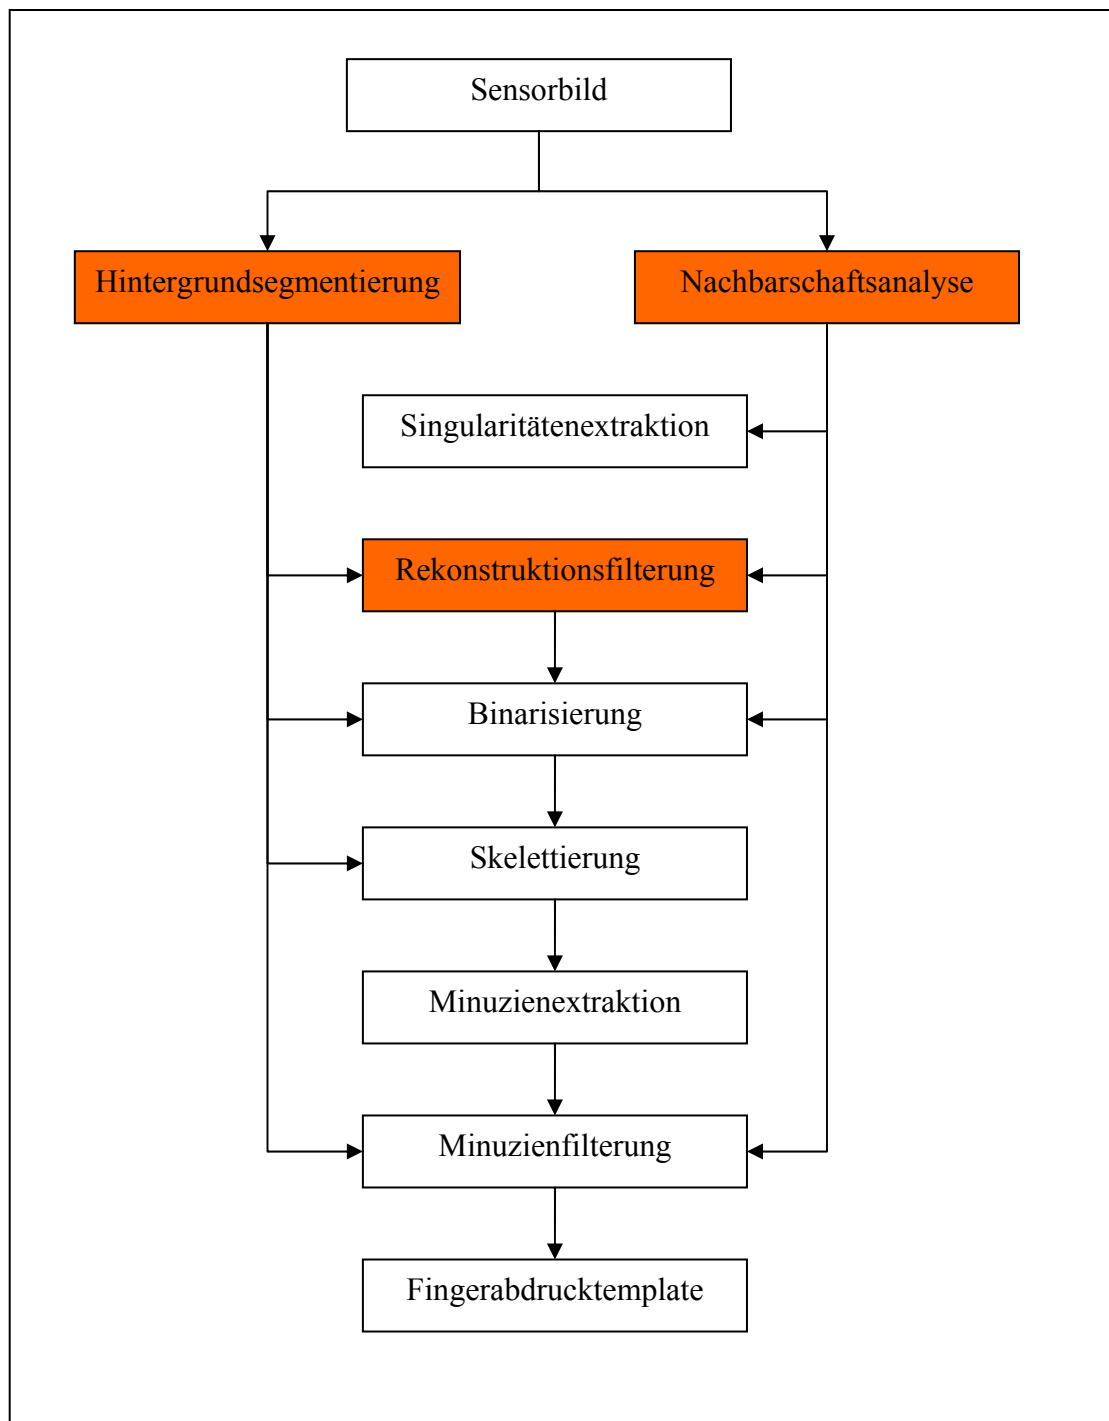 Sensorbild
Hintergrundsegmentierung
Nachbarschaftsanalyse
Singularitätenextraktion
Rekonstruktionsfilterung
Binarisierung
Skelettierung
Minuzienextraktion
Minuzienfilterung
Fingerabdrucktemplate